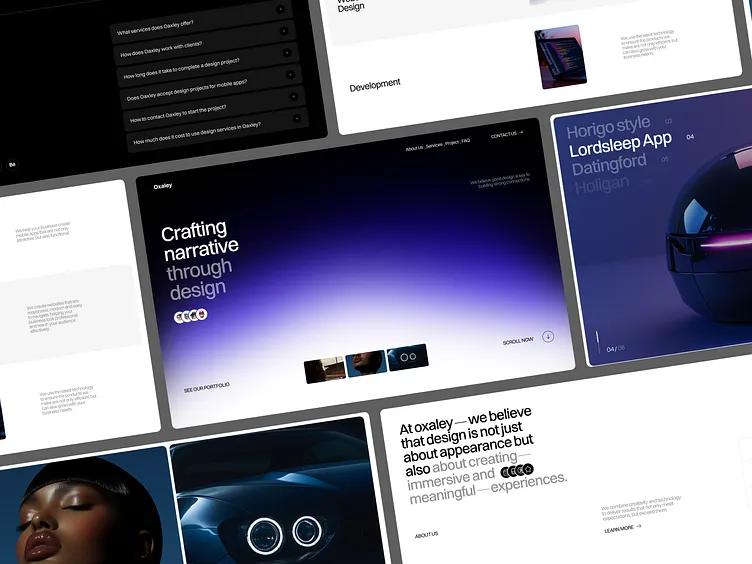 What services does Oaxley offer?
How does Oaxley work with clients?
How long does it take to complete a design project?
Does Oaxley accept design projects for mobile apps?
How to contact Oaxley to start the project?
How much does it cost to use design services in Oaxley?
Bē
Design
Development
We use the latest technology
to ensure the products we
make are not only efficient, but
can also grow with your
business needs.
We help your business create
mobile apps that are not only
attractive, but also functional.
We create websites that are
responsive, modern and easy
to navigate, helping your
business look professional
and new in your audience
effectively.
We use the latest technology
to ensure the products we
make are not only efficient, but
can also grow with your
business needs.
Oxaley
About Us , Services , Project , FAQ
CONTACT US →
We believe good design is key to
building strong connections.
Crafting
narrative
through
design
SEE OUR PORTFOLIO
SCROLL NOW
Horigo style 03
Lordsleep App 04
Datingford 05
Holigan
04/06
At oxaley — we believe
that design is not just
about appearance but
also about creating —
immersive and
meaningful — experiences.
ABOUT US
We combine creativity and technology
to deliver results that not only meet
expectations, but exceed them.
LEARN MORE →